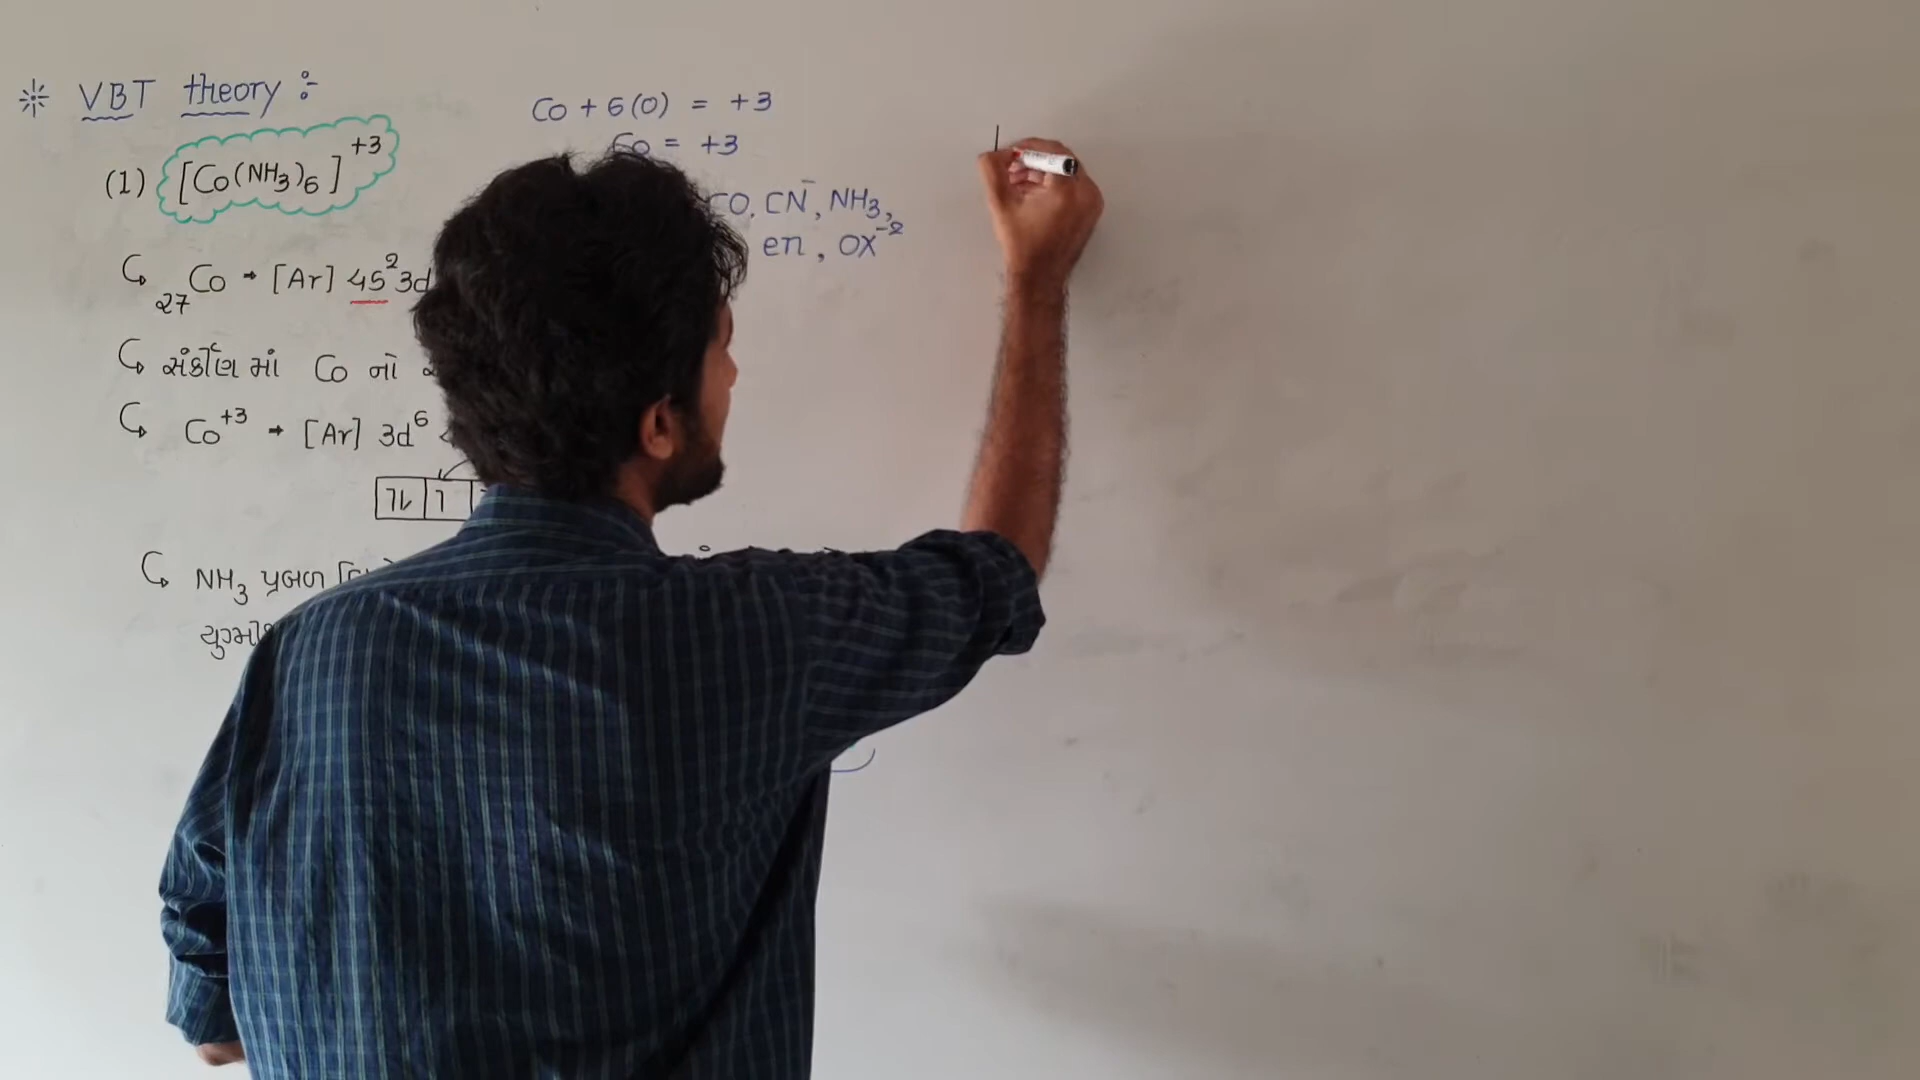 * VBT theory :-
Co + 6(0) = +3
Co = +3
(1) [Co(NH3)6]+3
CO, CN-, NH3,
en, ox-2
27Co → [Ar] 4s2 3d
સંકીર્ણ માં Co નો
Co+3 → [Ar] 3d6
NH3 પ્રબળ